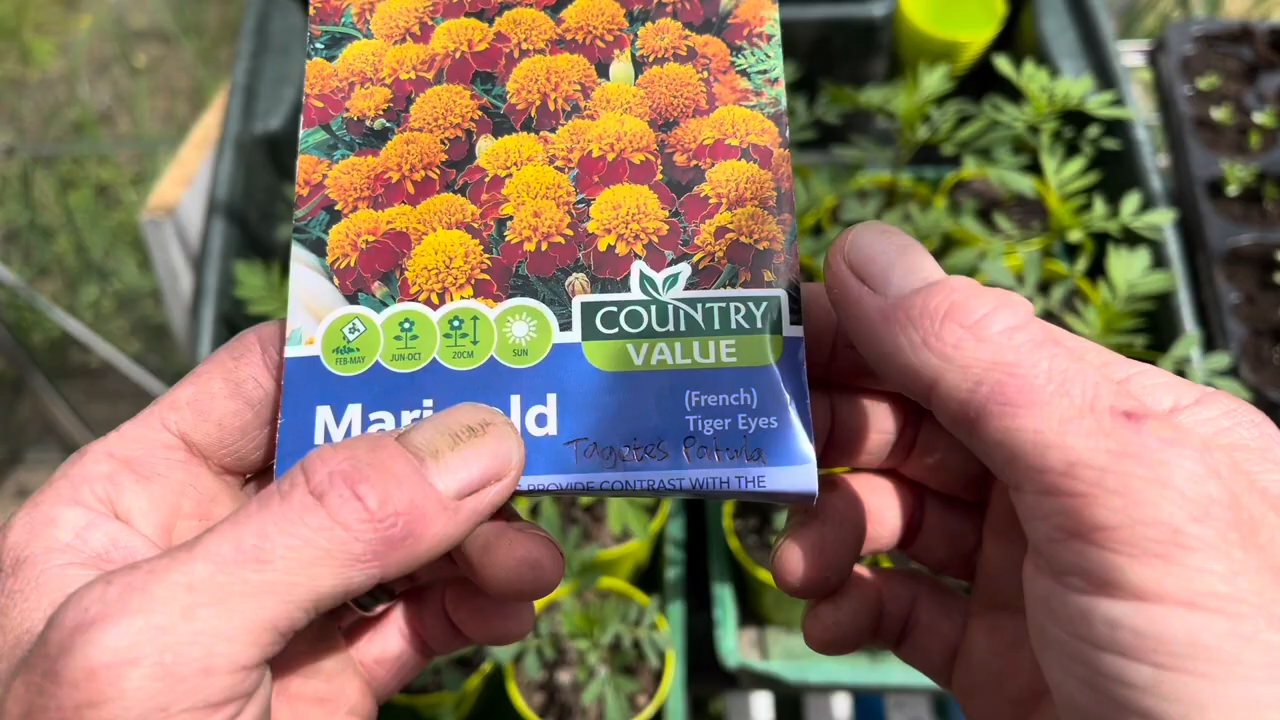 FEB-MAY
JUN-OCT
20CM
SUN
COUNTRY
VALUE
(French)
Tiger Eyes
Tagetes Patula
PROVIDE CONTRAST WITH THE